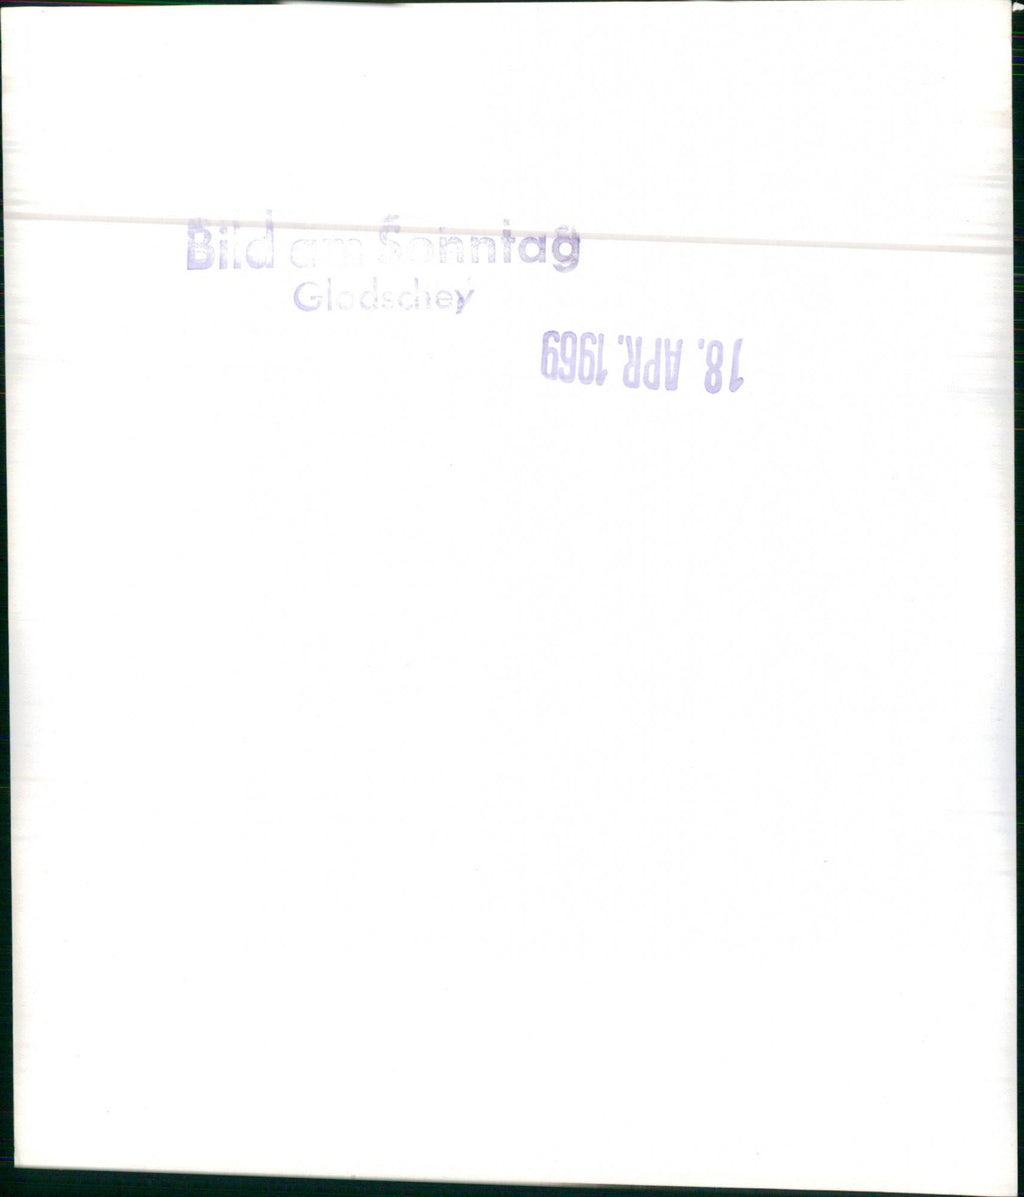 Bild am Sonntag
Gladschey
18. APR. 1969